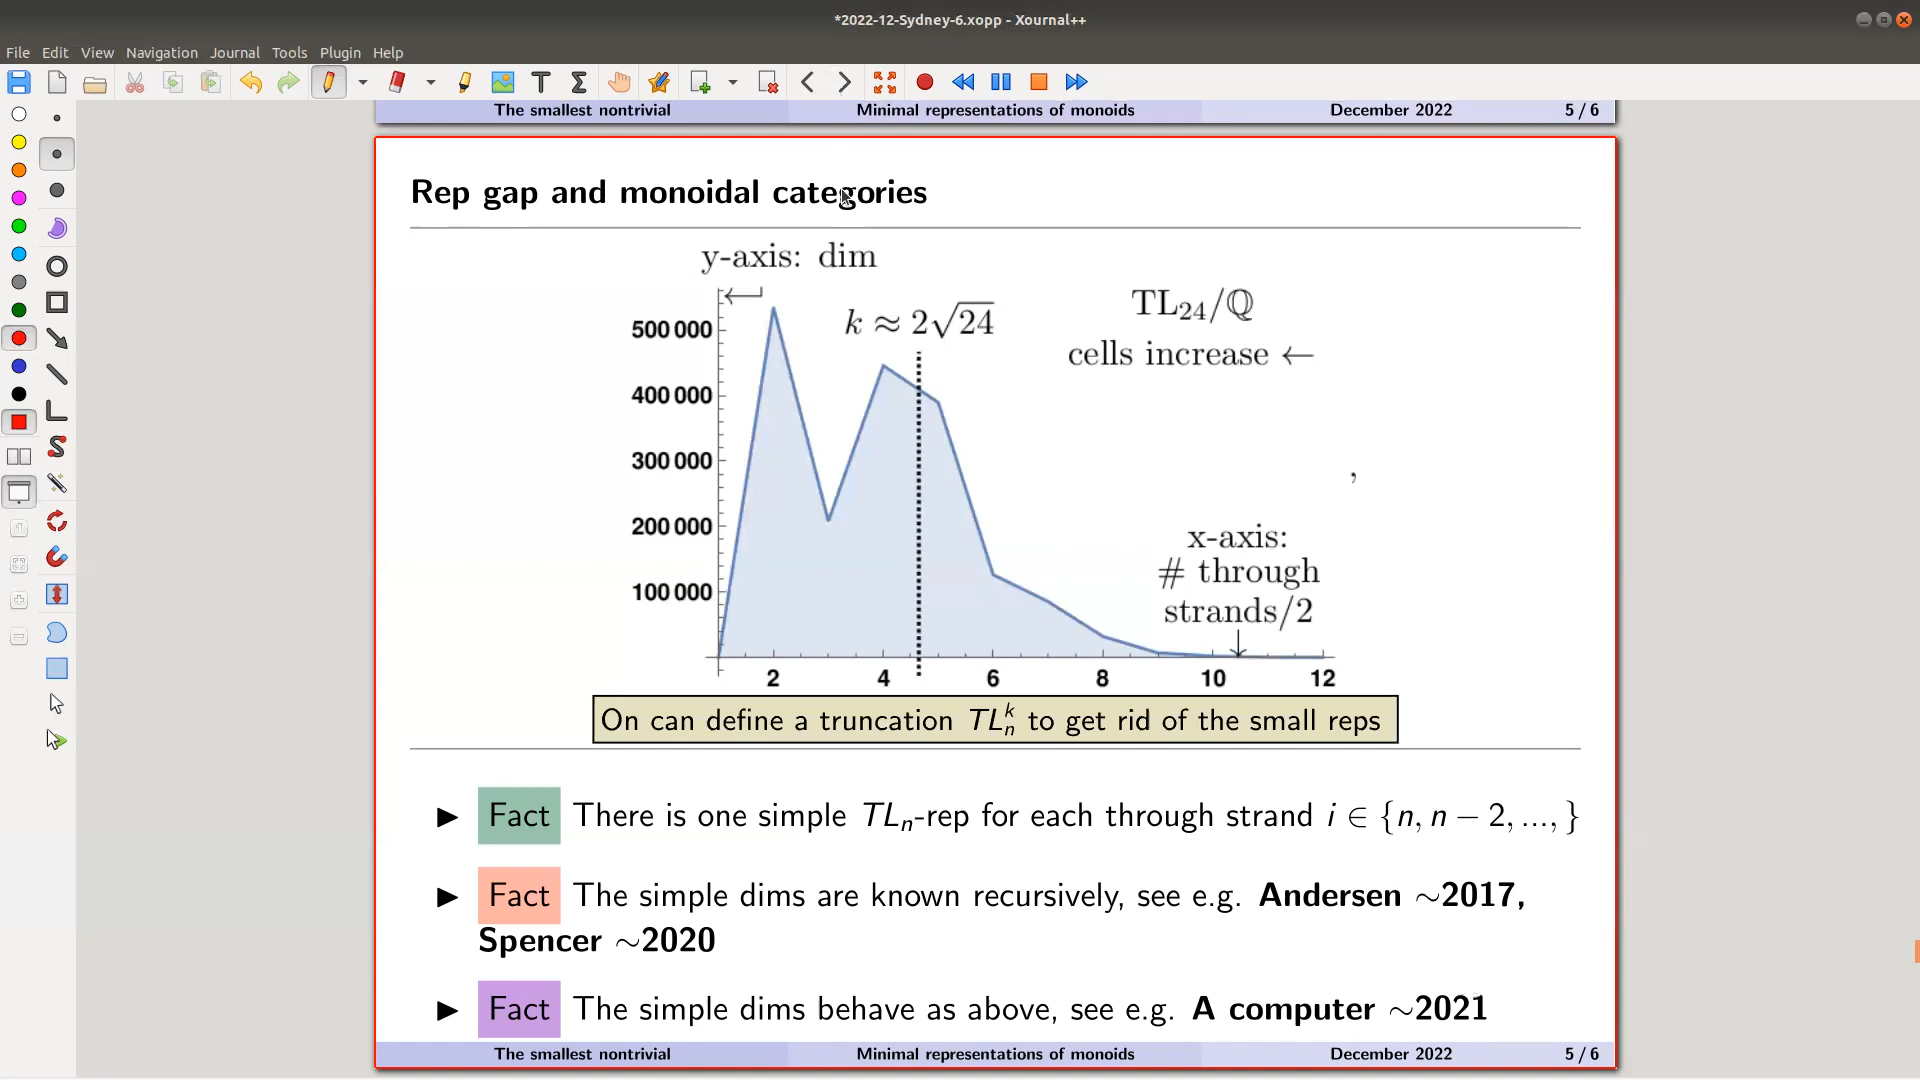 *2022-12-Sydney-6.xopp - Xournal++
File Edit View Navigation Journal Tools Plugin Help
The smallest nontrivial Minimal representations of monoids December 2022 5 / 6
Rep gap and monoidal categories
y-axis: dim
k ≈ 2√24
TL₂₄/ℚ
cells increase ←
500 000
400 000
300 000
200 000
100 000
,
x-axis:
# through
strands/2
2 4 6 8 10 12
On can define a truncation TLₙᵏ to get rid of the small reps
▶ Fact There is one simple TLₙ-rep for each through strand i ∈ {n, n − 2, ..., }
▶ Fact The simple dims are known recursively, see e.g. Andersen ~2017,
Spencer ~2020
▶ Fact The simple dims behave as above, see e.g. A computer ~2021
The smallest nontrivial Minimal representations of monoids December 2022 5 / 6